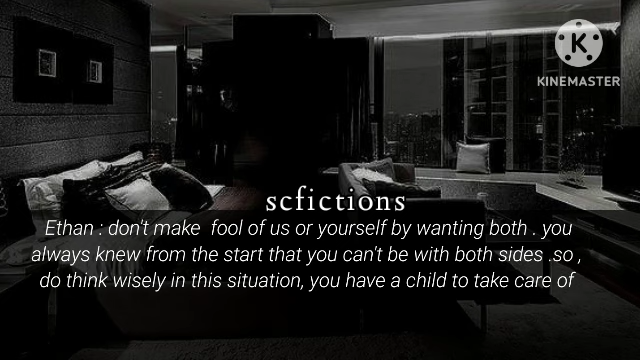 K
KINEMASTER
scfictions
Ethan : don't make fool of us or yourself by wanting both . you
always knew from the start that you can't be with both sides .so ,
do think wisely in this situation, you have a child to take care of